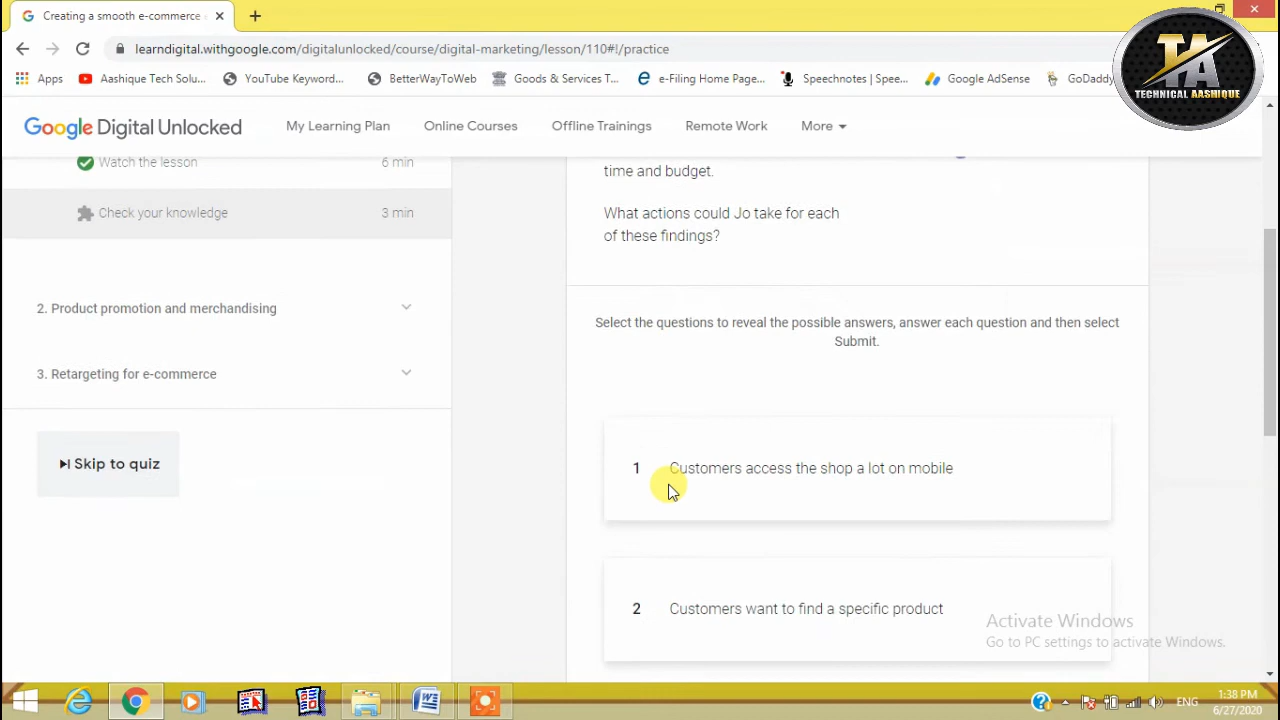 Creating a smooth e-commerce
learndigital.withgoogle.com/digitalunlocked/course/digital-marketing/lesson/110#!/practice
Apps
Aashique Tech Solu...
YouTube Keyword...
BetterWayToWeb
Goods & Services T...
e-Filing Home Page...
Speechnotes | Spee...
Google AdSense
GoDaddy
TA
TECHNICAL AASHIQUE
Google Digital Unlocked
My Learning Plan
Online Courses
Offline Trainings
Remote Work
More
Watch the lesson 6 min
Check your knowledge 3 min
2. Product promotion and merchandising
3. Retargeting for e-commerce
Skip to quiz
time and budget.
What actions could Jo take for each
of these findings?
Select the questions to reveal the possible answers, answer each question and then select
Submit.
1 Customers access the shop a lot on mobile
2 Customers want to find a specific product
Activate Windows
Go to PC settings to activate Windows.
ENG
1:38 PM
6/27/2020